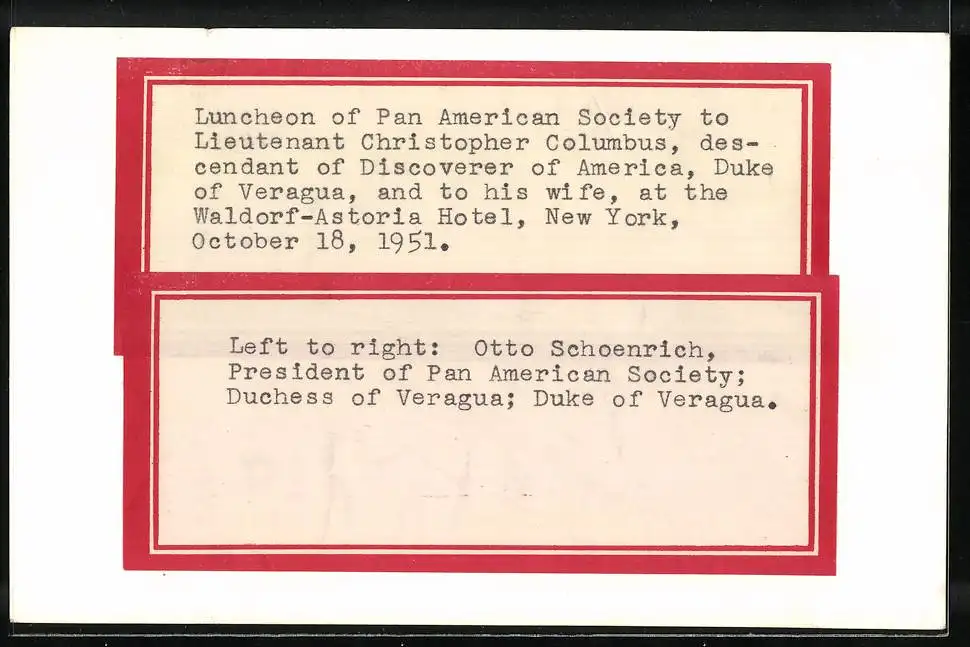 Luncheon of Pan American Society to
Lieutenant Christopher Columbus, des-
cendant of Discoverer of America, Duke
of Veragua, and to his wife, at the
Waldorf-Astoria Hotel, New York,
October 18, 1951.
Left to right:  Otto Schoenrich,
President of Pan American Society;
Duchess of Veragua; Duke of Veragua.